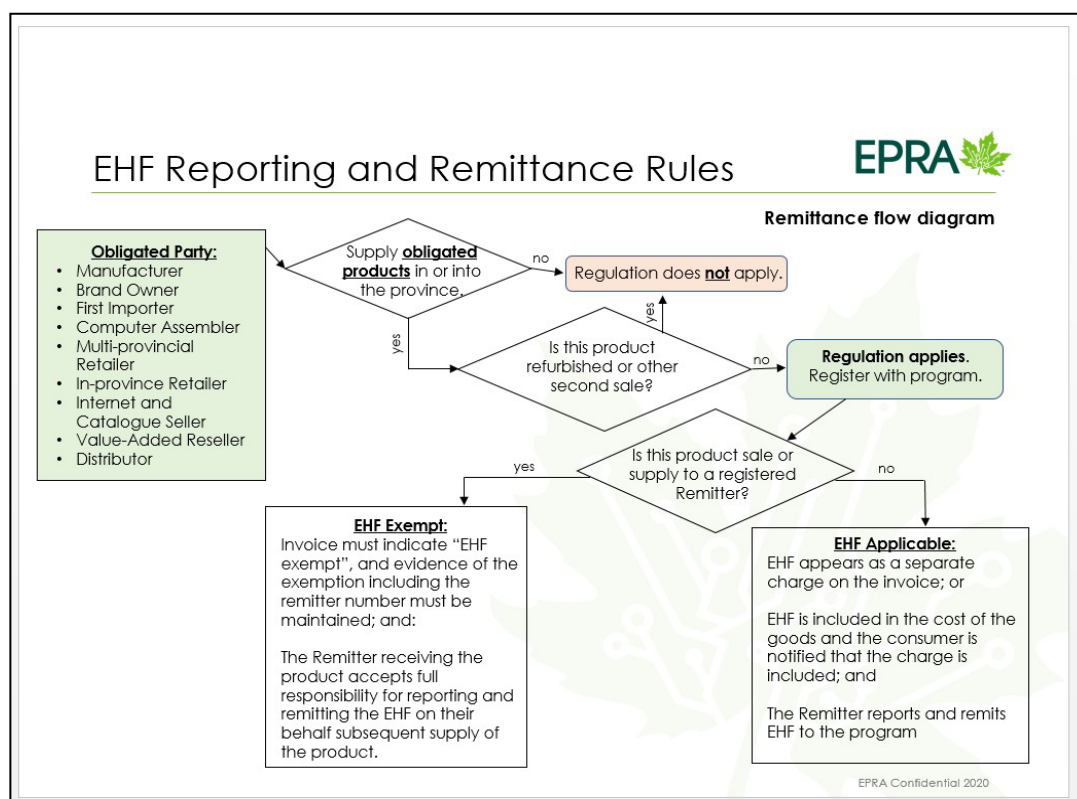 EHF Reporting and Remittance Rules
EPRA
Remittance flow diagram
Obligated Party:
• Manufacturer
• Brand Owner
• First Importer
• Computer Assembler
• Multi-provincial
Retailer
• In-province Retailer
• Internet and
Catalogue Seller
• Value-Added Reseller
• Distributor
Supply obligated
products in or into
the province.
no
Regulation does not apply.
yes
yes
Is this product
refurbished or other
second sale?
no
Regulation applies.
Register with program.
Is this product sale or
supply to a registered
Remitter?
yes
no
EHF Exempt:
Invoice must indicate “EHF
exempt”, and evidence of the
exemption including the
remitter number must be
maintained; and:
The Remitter receiving the
product accepts full
responsibility for reporting and
remitting the EHF on their
behalf subsequent supply of
the product.
EHF Applicable:
EHF appears as a separate
charge on the invoice; or
EHF is included in the cost of the
goods and the consumer is
notified that the charge is
included; and
The Remitter reports and remits
EHF to the program
EPRA Confidential 2020